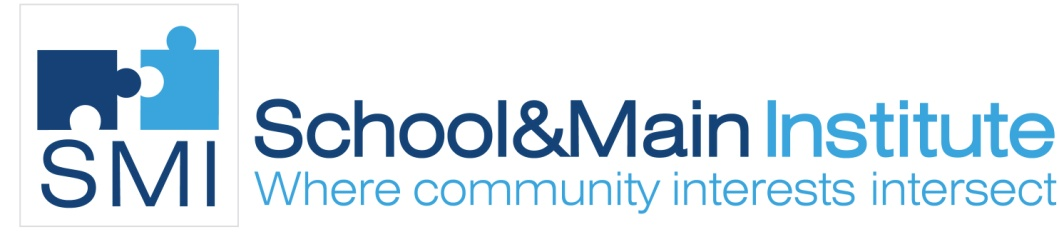 SMI
School&Main Institute
Where community interests intersect